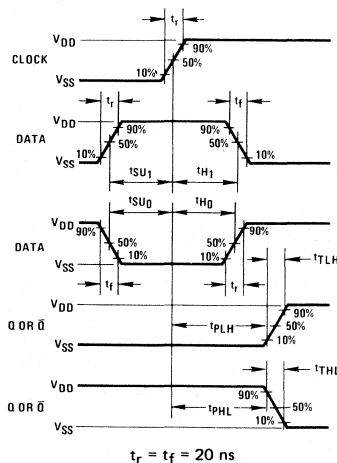 tr
VDD
90%
CLOCK
50%
10%
VSS
tr
tf
VDD
90%
90%
DATA
50%
50%
VSS
10%
10%
tSU1
tH1
tSU0
tH0
VDD
90%
90%
DATA
50%
50%
10%
10%
VSS
tf
tr
tTLH
VDD
90%
Q OR Q̅
tPLH
50%
10%
VSS
tTHL
VDD
90%
Q OR Q̅
tPHL
50%
10%
VSS
tr = tf = 20 ns